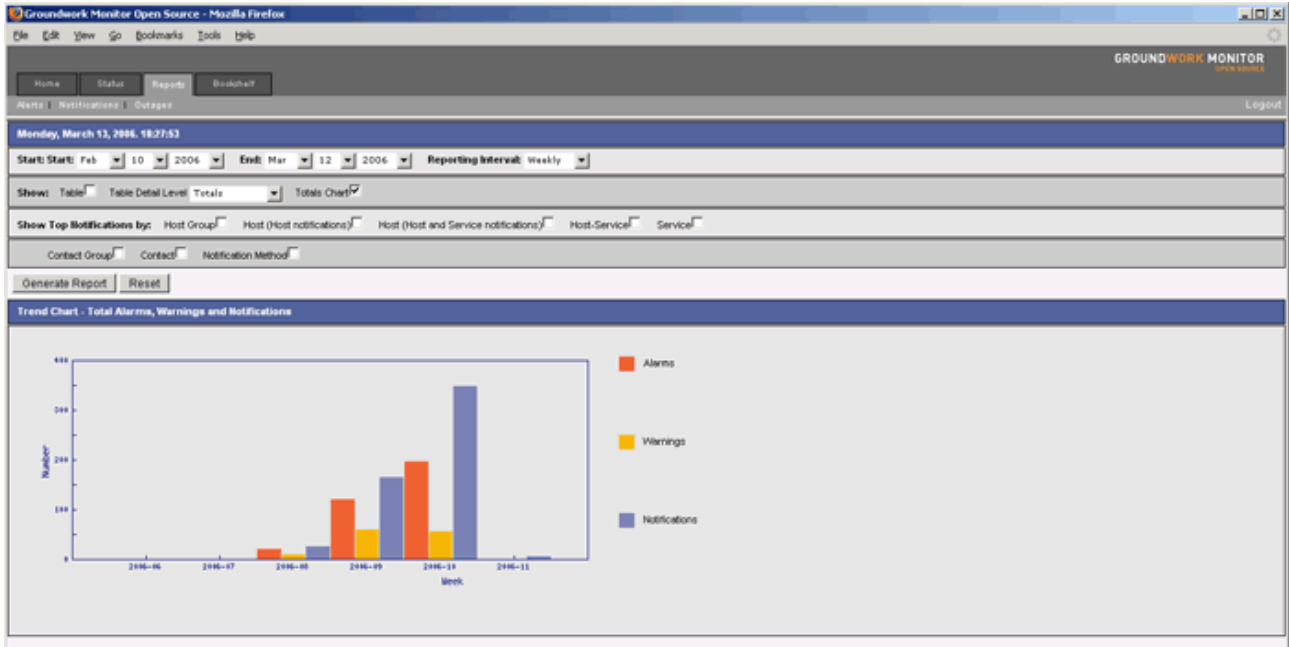 Groundwork Monitor Open Source - Mozilla Firefox
File Edit View Go Bookmarks Tools Help
GROUNDWORK MONITOR
OPEN SOURCE
Home Status Reports Bookshelf
Alerts | Notifications | Outages Logout
Monday, March 13, 2006. 18:27:53
Start: Start: Feb 10 2006 End: Mar 12 2006 Reporting Interval: Weekly
Show: Table Table Detail Level Totals Totals Chart
Show Top Notifications by: Host Group Host (Host notifications) Host (Host and Service notifications) Host-Service Service
Contact Group Contact Notification Method
Generate Report Reset
Trend Chart - Total Alarms, Warnings and Notifications
400
300
200
100
0
Number
2006-06 2006-07 2006-08 2006-09 2006-10 2006-11
Week
Alarms
Warnings
Notifications